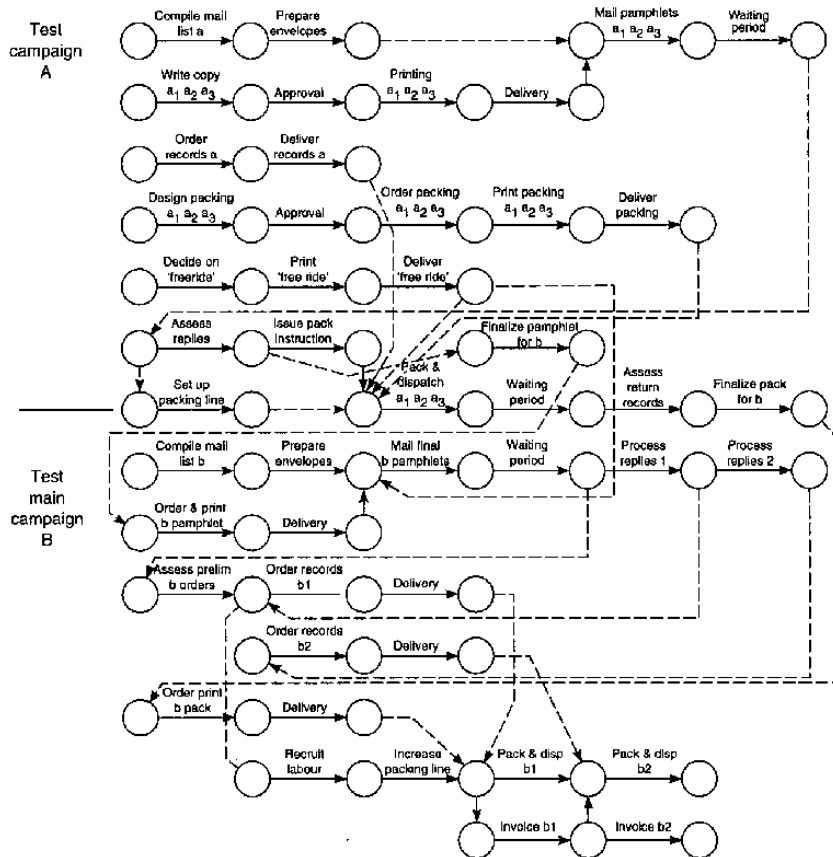 Test
campaign
A
Compile mail
list a
Prepare
envelopes
Mail pamphlets
a1 a2 a3
Waiting
period
Write copy
a1 a2 a3
Approval
Printing
a1 a2 a3
Delivery
Order
records a
Deliver
records a
Design packing
a1 a2 a3
Approval
Order packing
a1 a2 a3
Print packing
a1 a2 a3
Deliver
packing
Decide on
'freeride'
Print
'free ride'
Deliver
'free ride'
Assess
replies
Issue pack
instruction
Finalize pamphlet
for b
Set up
packing line
Pack &
dispatch
a1 a2 a3
Waiting
period
Assess
return
records
Finalize pack
for b
Test
main
campaign
B
Compile mail
list b
Prepare
envelopes
Mail final
b pamphlets
Waiting
period
Process
replies 1
Process
replies 2
Order & print
b pamphlet
Delivery
Assess prelim
b orders
Order records
b1
Delivery
Order records
b2
Delivery
Order print
b pack
Delivery
Recruit
labour
Increase
packing line
Pack & disp
b1
Pack & disp
b2
Invoice b1
Invoice b2